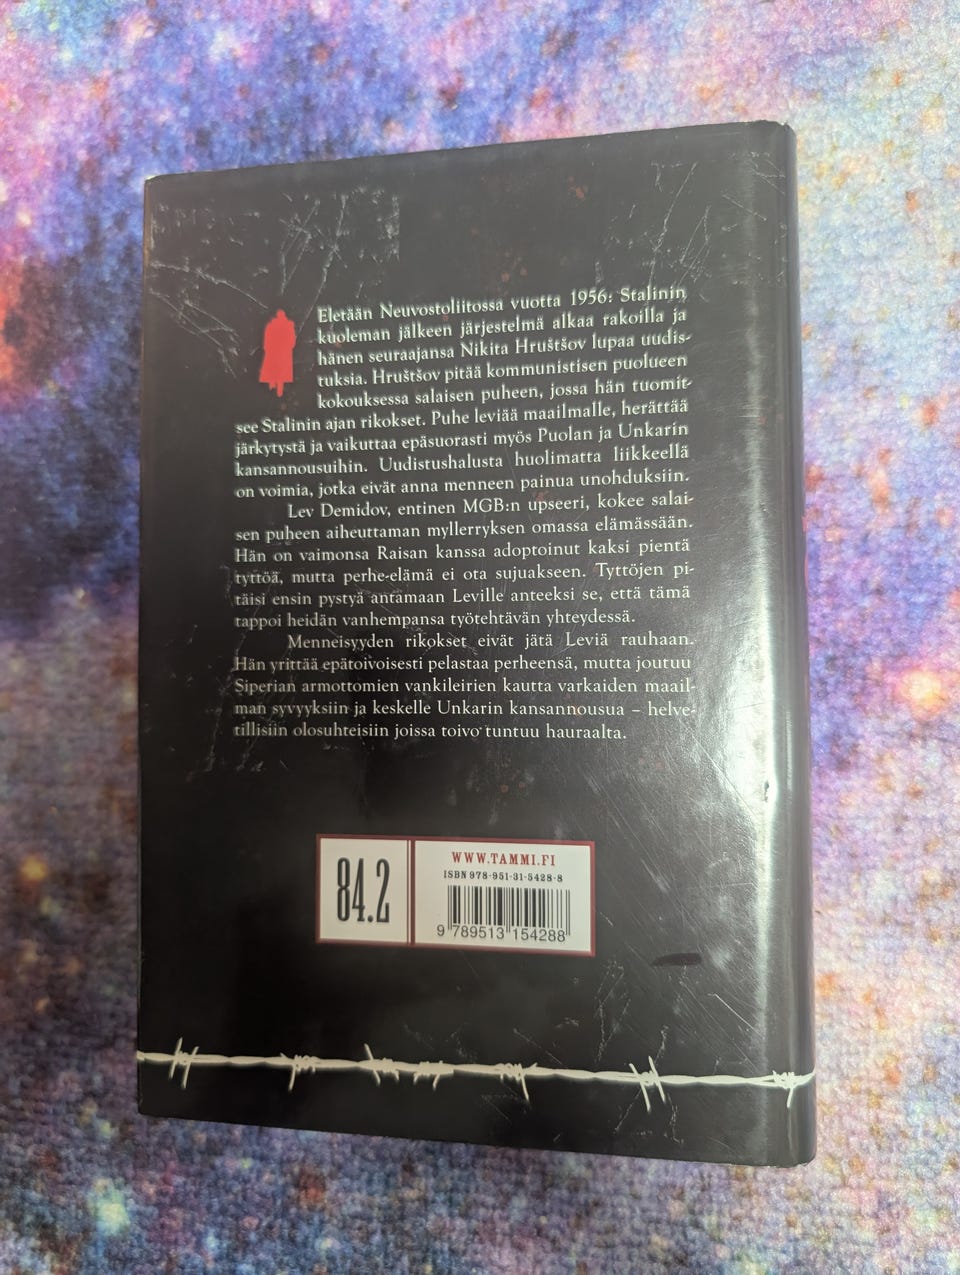 Eletään Neuvostoliitossa vuotta 1956: Stalinin
kuoleman jälkeen järjestelmä alkaa rakoilla ja
hänen seuraajansa Nikita Hruštšov lupaa uudis-
tuksia. Hruštšov pitää kommunistisen puolueen
kokouksessa salaisen puheen, jossa hän tuomit-
see Stalinin ajan rikokset. Puhe leviää maailmalle, herättää
järkytystä ja vaikuttaa epäsuorasti myös Puolan ja Unkarin
kansannousuihin. Uudistushalusta huolimatta liikkeellä
on voimia, jotka eivät anna menneen painua unohduksiin.
Lev Demidov, entinen MGB:n upseeri, kokee salai-
sen puheen aiheuttaman myllerryksen omassa elämässään.
Hän on vaimonsa Raisan kanssa adoptoinut kaksi pientä
tyttöä, mutta perhe-elämä ei ota sujuakseen. Tyttöjen pi-
täisi ensin pystyä antamaan Leville anteeksi se, että tämä
tappoi heidän vanhempansa työtehtävän yhteydessä.
Menneisyyden rikokset eivät jätä Leviä rauhaan.
Hän yrittää epätoivoisesti pelastaa perheensä, mutta joutuu
Siperian armottomien vankileirien kautta varkaiden maail-
man syvyyksiin ja keskelle Unkarin kansannousua – helve-
tillisiin olosuhteisiin joissa toivo tuntuu hauraalta.
84.2
WWW.TAMMI.FI
ISBN 978-951-31-5428-8
9 789513 154288